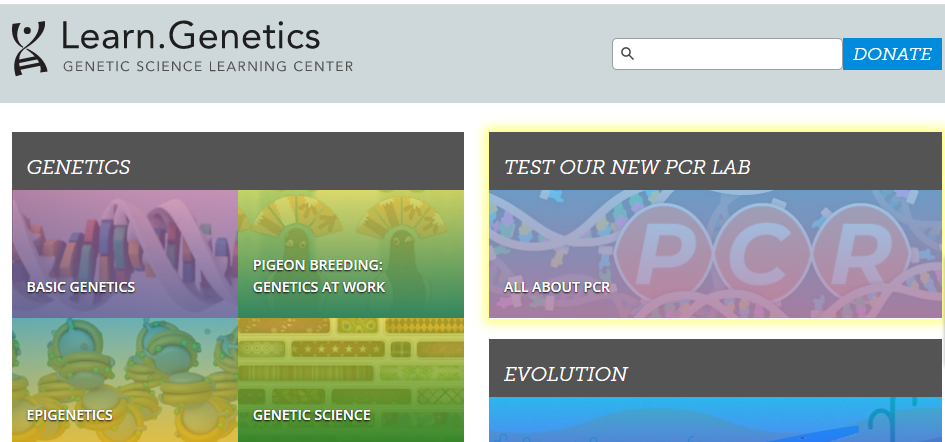 Learn.Genetics
GENETIC SCIENCE LEARNING CENTER
DONATE
GENETICS
BASIC GENETICS
PIGEON BREEDING:
GENETICS AT WORK
EPIGENETICS
GENETIC SCIENCE
TEST OUR NEW PCR LAB
PCR
ALL ABOUT PCR
EVOLUTION